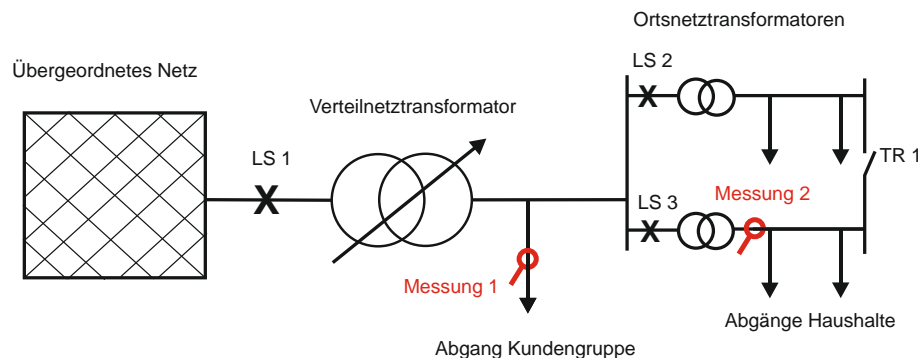 Ortsnetztransformatoren
Übergeordnetes Netz
LS 2
Verteilnetztransformator
LS 1
TR 1
LS 3
Messung 2
Messung 1
Abgänge Haushalte
Abgang Kundengruppe